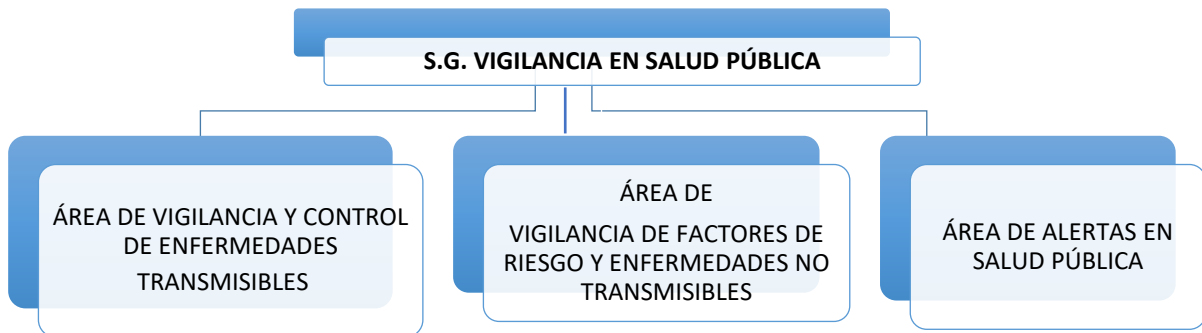 S.G. VIGILANCIA EN SALUD PÚBLICA
ÁREA DE VIGILANCIA Y CONTROL
DE ENFERMEDADES
TRANSMISIBLES
ÁREA DE
VIGILANCIA DE FACTORES DE
RIESGO Y ENFERMEDADES NO
TRANSMISIBLES
ÁREA DE ALERTAS EN
SALUD PÚBLICA